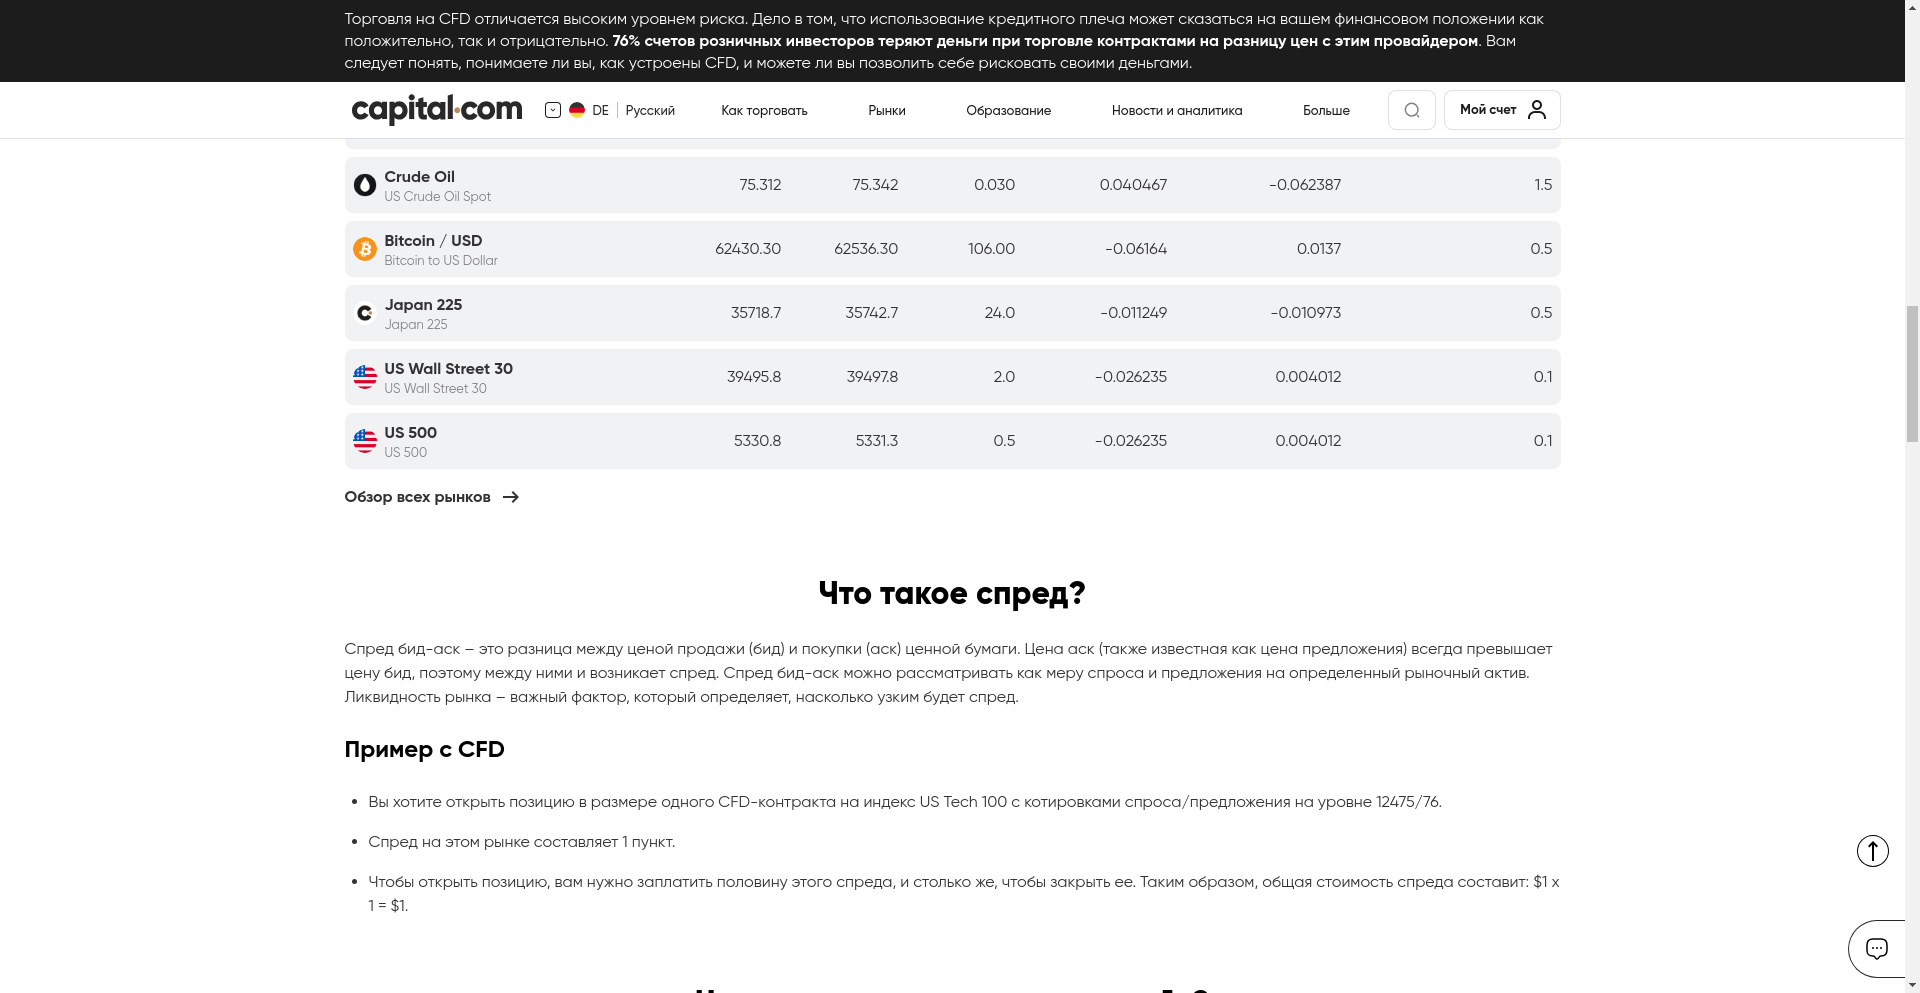 Торговля на CFD отличается высоким уровнем риска. Дело в том, что использование кредитного плеча может сказаться на вашем финансовом положении как
положительно, так и отрицательно. 76% счетов розничных инвесторов теряют деньги при торговле контрактами на разницу цен с этим провайдером. Вам
следует понять, понимаете ли вы, как устроены CFD, и можете ли вы позволить себе рисковать своими деньгами.
capital.com DE Русский Как торговать Рынки Образование Новости и аналитика Больше Мой счет
Crude Oil
US Crude Oil Spot
75.312 75.342 0.030 0.040467 -0.062387 1.5
Bitcoin / USD
Bitcoin to US Dollar
62430.30 62536.30 106.00 -0.06164 0.0137 0.5
Japan 225
Japan 225
35718.7 35742.7 24.0 -0.011249 -0.010973 0.5
US Wall Street 30
US Wall Street 30
39495.8 39497.8 2.0 -0.026235 0.004012 0.1
US 500
US 500
5330.8 5331.3 0.5 -0.026235 0.004012 0.1
Обзор всех рынков
Что такое спред?
Спред бид-аск – это разница между ценой продажи (бид) и покупки (аск) ценной бумаги. Цена аск (также известная как цена предложения) всегда превышает
цену бид, поэтому между ними и возникает спред. Спред бид-аск можно рассматривать как меру спроса и предложения на определенный рыночный актив.
Ликвидность рынка – важный фактор, который определяет, насколько узким будет спред.
Пример с CFD
• Вы хотите открыть позицию в размере одного CFD-контракта на индекс US Tech 100 с котировками спроса/предложения на уровне 12475/76.
• Спред на этом рынке составляет 1 пункт.
• Чтобы открыть позицию, вам нужно заплатить половину этого спреда, и столько же, чтобы закрыть ее. Таким образом, общая стоимость спреда составит: $1 x
1 = $1.